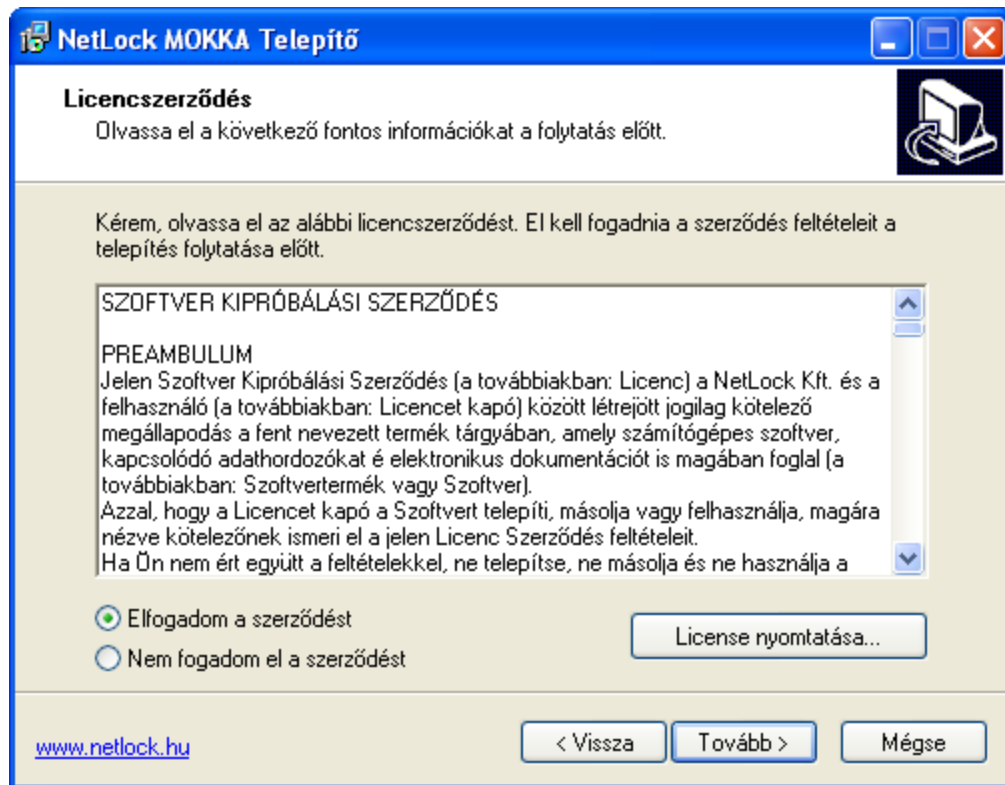 NetLock MOKKA Telepítő
Licencszerződés
Olvassa el a következő fontos információkat a folytatás előtt.
Kérem, olvassa el az alábbi licencszerződést. El kell fogadnia a szerződés feltételeit a
telepítés folytatása előtt.
SZOFTVER KIPRÓBÁLÁSI SZERZŐDÉS
PREAMBULUM
Jelen Szoftver Kipróbálási Szerződés (a továbbiakban: Licenc) a NetLock Kft. és a
felhasználó (a továbbiakban: Licencet kapó) között létrejött jogilag kötelező
megállapodás a fent nevezett termék tárgyában, amely számítógépes szoftver,
kapcsolódó adathordozókat é elektronikus dokumentációt is magában foglal (a
továbbiakban: Szoftvertermék vagy Szoftver).
Azzal, hogy a Licencet kapó a Szoftvert telepíti, másolja vagy felhasználja, magára
nézve kötelezőnek ismeri el a jelen Licenc Szerződés feltételeit.
Ha Ön nem ért együtt a feltételekkel, ne telepítse, ne másolja és ne használja a
Elfogadom a szerződést
Nem fogadom el a szerződést
License nyomtatása...
www.netlock.hu
< Vissza
Tovább >
Mégse